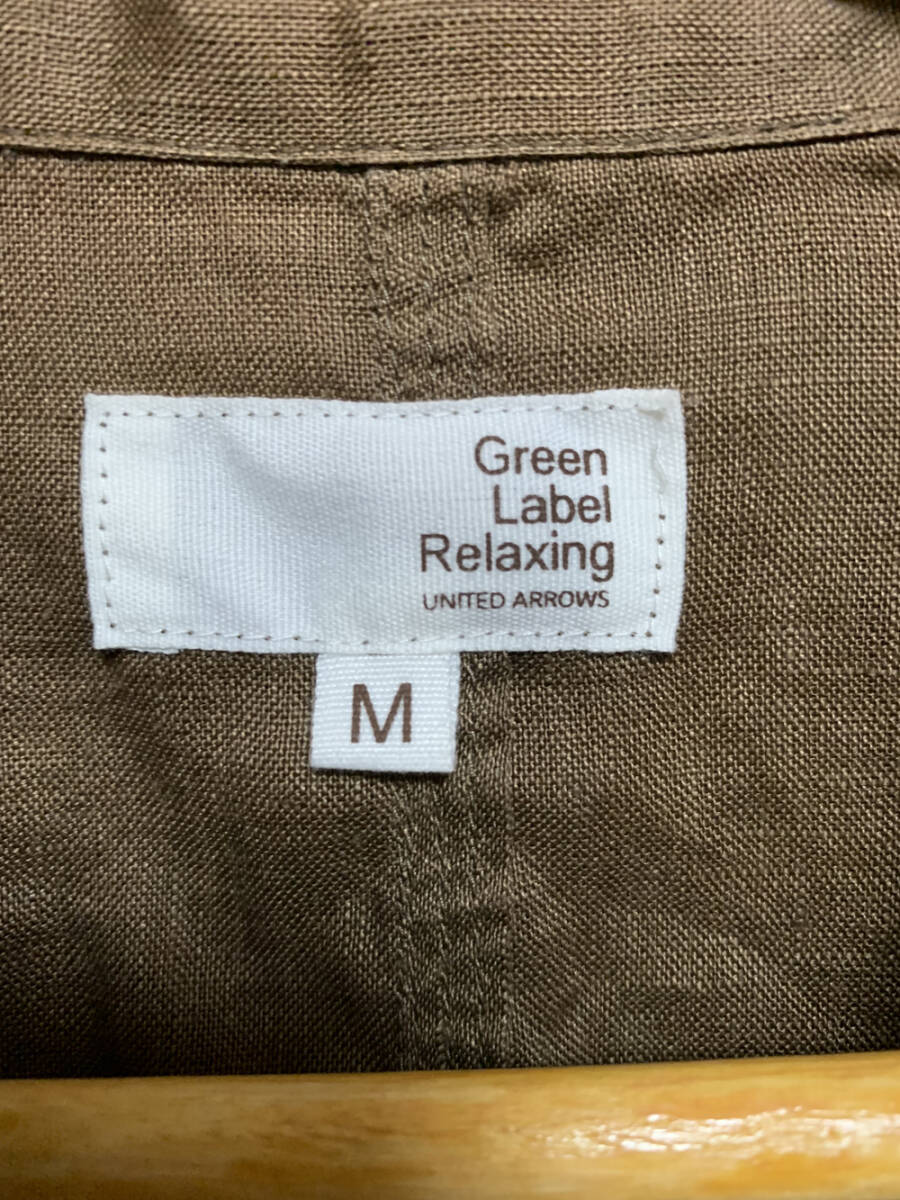 Green
Label
Relaxing
UNITED ARROWS
M